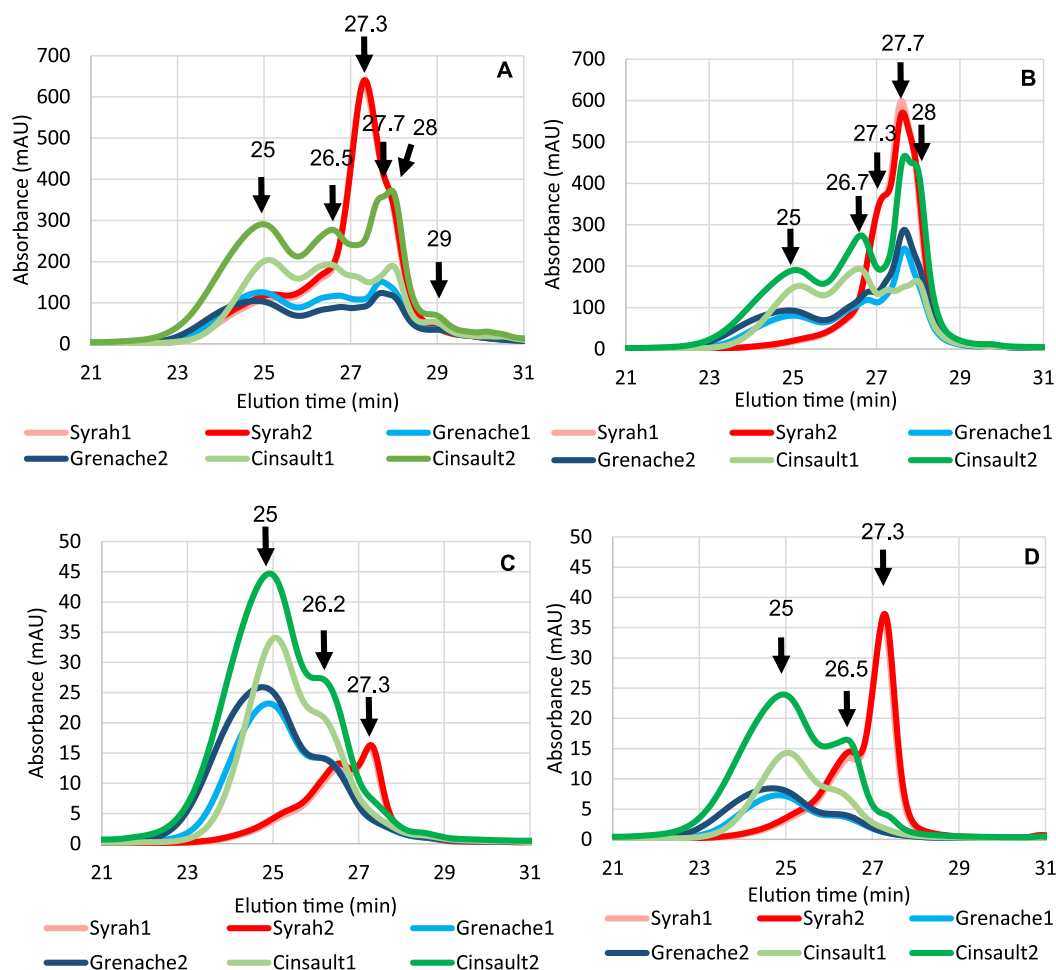 27.3
A
700
600
500
400
300
200
100
0
27.7
28
25
26.5
29
21
23
25
27
29
31
Absorbance (mAU)
Elution time (min)
Syrah1
Syrah2
Grenache1
Grenache2
Cinsault1
Cinsault2
27.7
B
700
600
500
400
300
200
100
0
28
27.3
26.7
25
21
23
25
27
29
31
Absorbance (mAU)
Elution time (min)
Syrah1
Syrah2
Grenache1
Grenache2
Cinsault1
Cinsault2
25
C
50
45
40
35
30
25
20
15
10
5
0
26.2
27.3
21
23
25
27
29
31
Absorbance (mAU)
Elution time (min)
Syrah1
Syrah2
Grenache1
Grenache2
Cinsault1
Cinsault2
27.3
D
50
45
40
35
30
25
20
15
10
5
0
25
26.5
21
23
25
27
29
31
Absorbance (mAU)
Elution time (min)
Syrah1
Syrah2
Grenache1
Grenache2
Cinsault1
Cinsault2